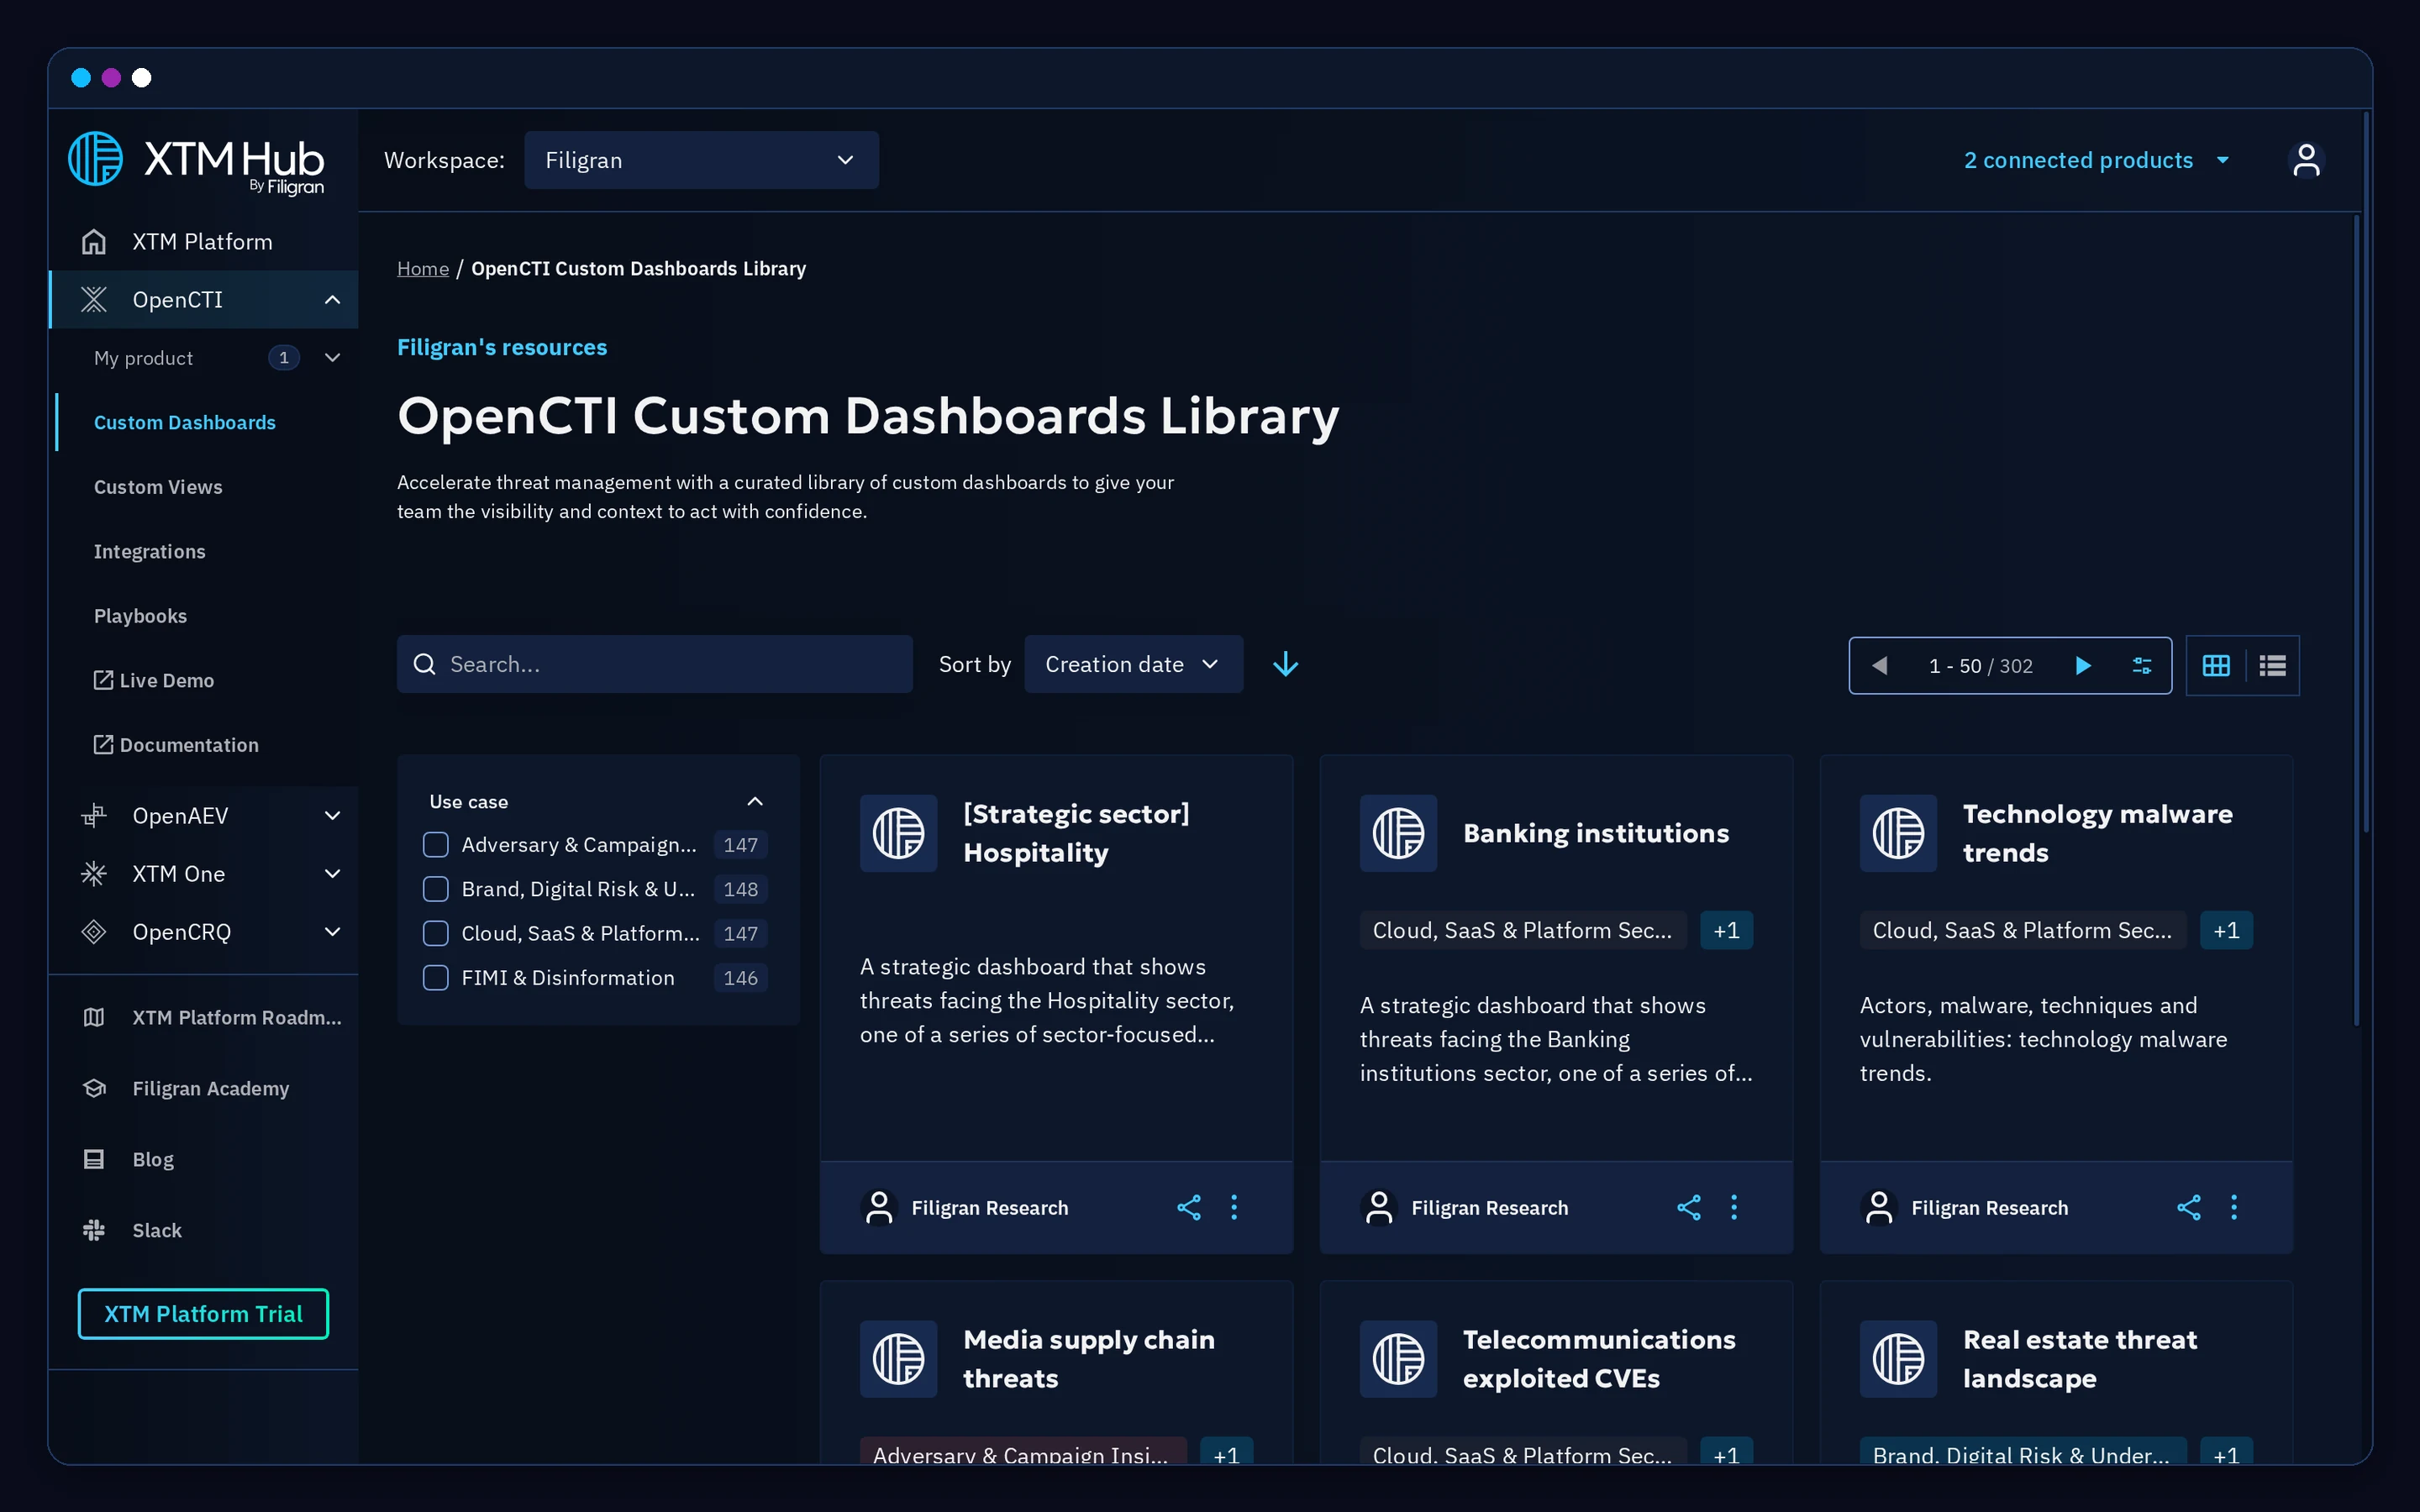 XTM Hub
By Filigran
Workspace:
Filigran
2 connected products
XTM Platform
OpenCTI
My product
1
Custom Dashboards
Custom Views
Integrations
Playbooks
Live Demo
Documentation
OpenAEV
XTM One
OpenCRQ
XTM Platform Roadm...
Filigran Academy
Blog
Slack
XTM Platform Trial
Home / OpenCTI Custom Dashboards Library
Filigran's resources
OpenCTI Custom Dashboards Library
Accelerate threat management with a curated library of custom dashboards to give your
team the visibility and context to act with confidence.
Search...
Sort by
Creation date
1 - 50 / 302
Use case
Adversary & Campaign... 147
Brand, Digital Risk & U... 148
Cloud, SaaS & Platform... 147
FIMI & Disinformation 146
[Strategic sector]
Hospitality
A strategic dashboard that shows
threats facing the Hospitality sector,
one of a series of sector-focused...
Filigran Research
Banking institutions
Cloud, SaaS & Platform Sec... +1
A strategic dashboard that shows
threats facing the Banking
institutions sector, one of a series of...
Filigran Research
Technology malware
trends
Cloud, SaaS & Platform Sec... +1
Actors, malware, techniques and
vulnerabilities: technology malware
trends.
Filigran Research
Media supply chain
threats
Adversary & Campaign Insi... +1
Telecommunications
exploited CVEs
Cloud, SaaS & Platform Sec... +1
Real estate threat
landscape
Brand, Digital Risk & Under... +1